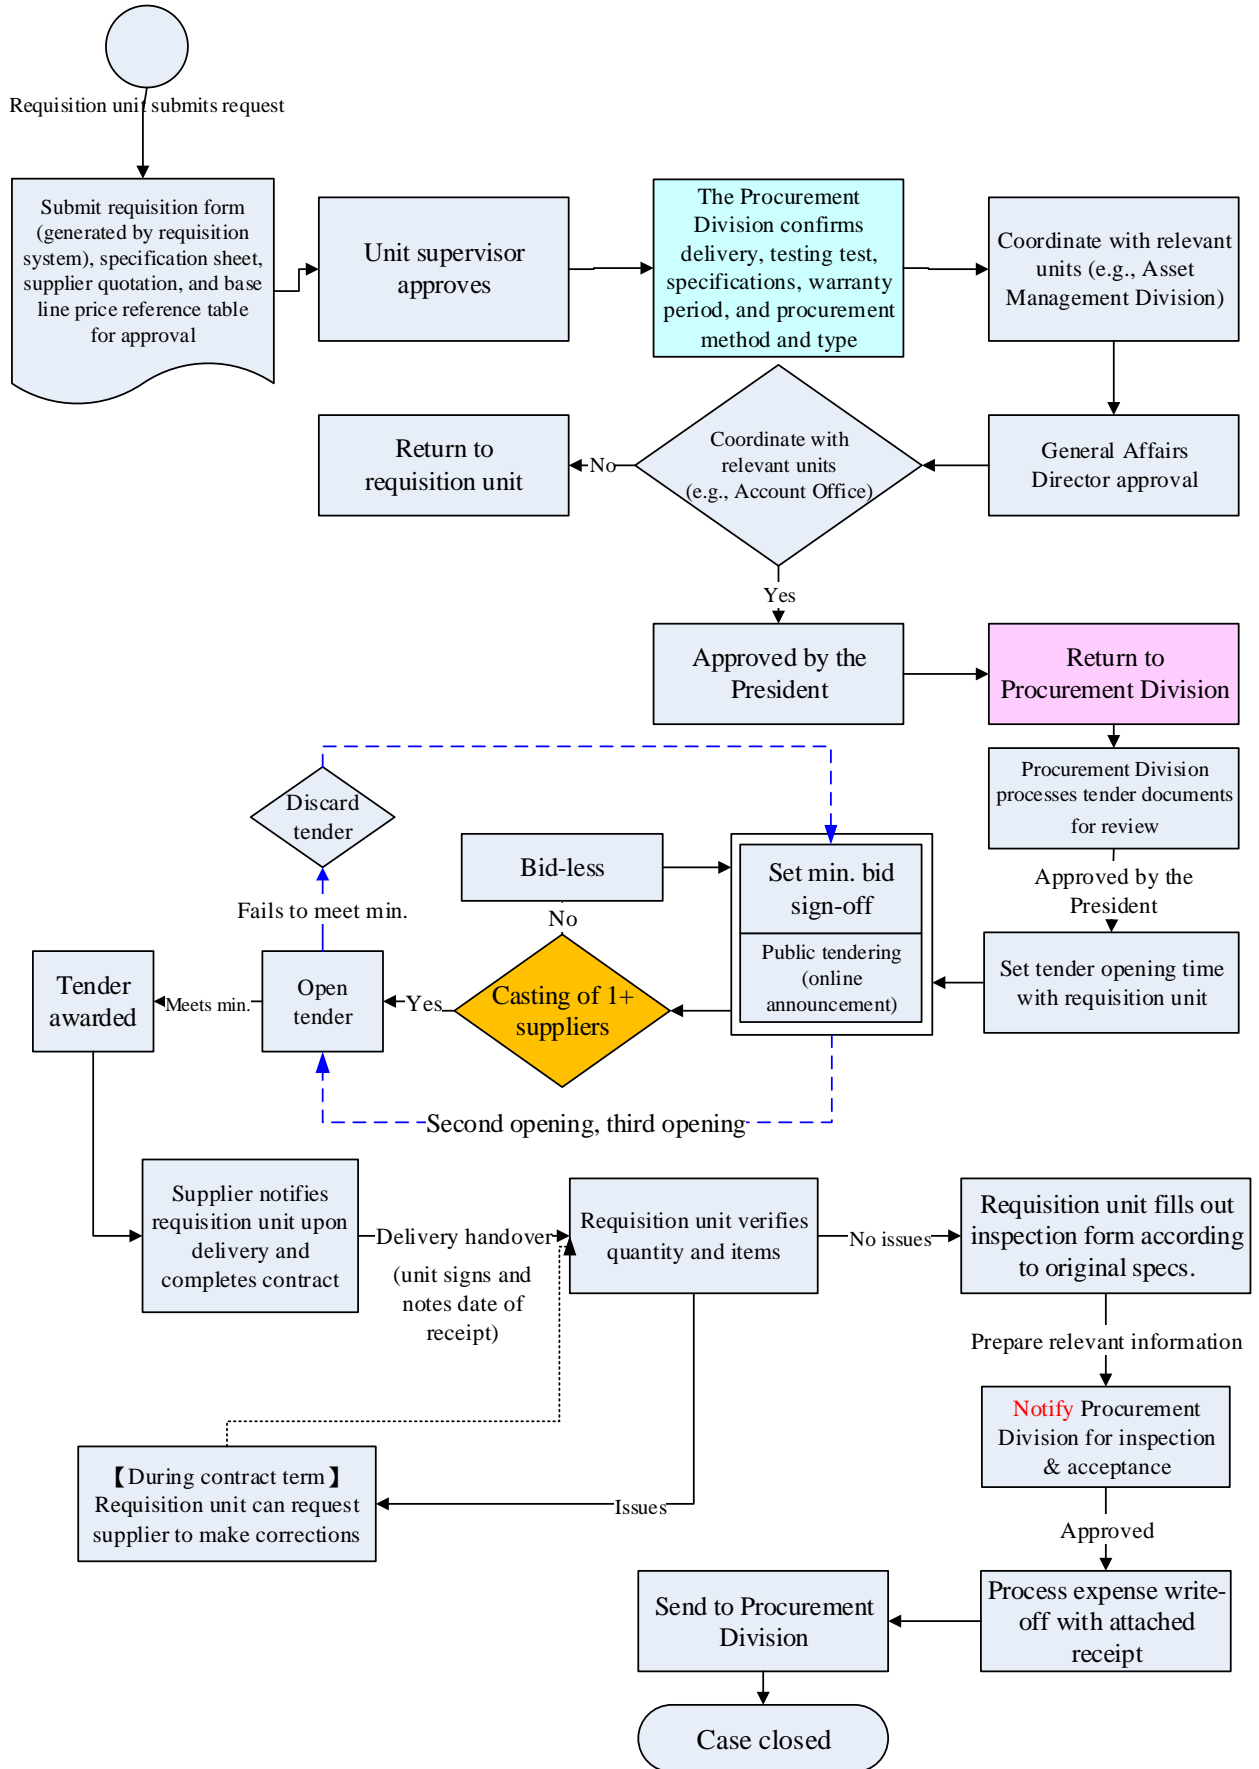 Requisition unit submits request
Submit requisition form
(generated by requisition
system), specification sheet,
supplier quotation, and base
line price reference table
for approval
Unit supervisor
approves
The Procurement
Division confirms
delivery, testing test,
specifications, warranty
period, and procurement
method and type
Coordinate with relevant
units (e.g., Asset
Management Division)
General Affairs
Director approval
Coordinate with
relevant units
(e.g., Account Office)
No
Return to
requisition unit
Yes
Approved by the
President
Return to
Procurement Division
Procurement Division
processes tender documents
for review
Approved by the
President
Set tender opening time
with requisition unit
Set min. bid
sign-off
Public tendering
(online
announcement)
Bid-less
No
Casting of 1+
suppliers
Yes
Open
tender
Fails to meet min.
Discard
tender
Meets min.
Tender
awarded
Second opening, third opening
Supplier notifies
requisition unit upon
delivery and
completes contract
Delivery handover
(unit signs and
notes date of
receipt)
Requisition unit verifies
quantity and items
No issues
Requisition unit fills out
inspection form according
to original specs.
Issues
【During contract term】
Requisition unit can request
supplier to make corrections
Prepare relevant information
Notify Procurement
Division for inspection
& acceptance
Approved
Process expense write-
off with attached
receipt
Send to Procurement
Division
Case closed